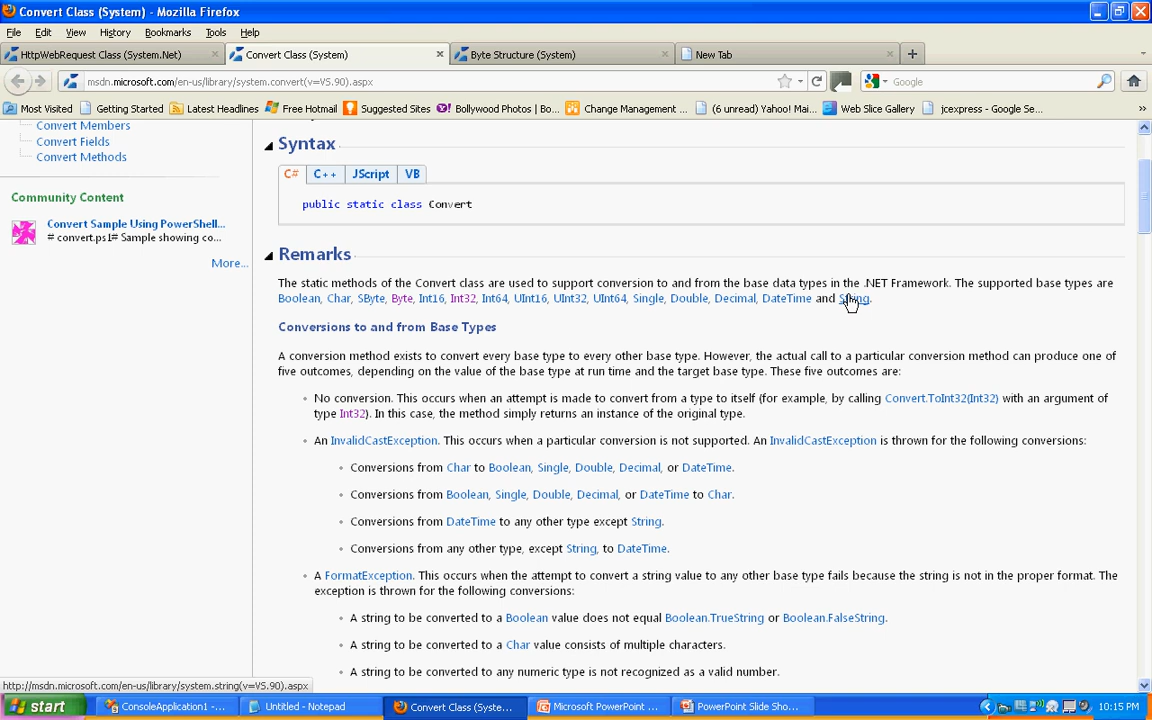 Convert Class (System) - Mozilla Firefox
File Edit View History Bookmarks Tools Help
HttpWebRequest Class (System.Net) Convert Class (System) Byte Structure (System) New Tab
msdn.microsoft.com/en-us/library/system.convert(v=VS.90).aspx Google
Most Visited Getting Started Latest Headlines Free Hotmail Suggested Sites Bollywood Photos | Bo... Change Management ... (6 unread) Yahoo! Mai... Web Slice Gallery jcexpress - Google Se...
Convert Members
Convert Fields
Convert Methods
Community Content
Convert Sample Using PowerShell...
# convert.ps1# Sample showing co...
More...
Syntax
C# C++ JScript VB
public static class Convert
Remarks
The static methods of the Convert class are used to support conversion to and from the base data types in the .NET Framework. The supported base types are
Boolean, Char, SByte, Byte, Int16, Int32, Int64, UInt16, UInt32, UInt64, Single, Double, Decimal, DateTime and String.
Conversions to and from Base Types
A conversion method exists to convert every base type to every other base type. However, the actual call to a particular conversion method can produce one of
five outcomes, depending on the value of the base type at run time and the target base type. These five outcomes are:
No conversion. This occurs when an attempt is made to convert from a type to itself (for example, by calling Convert.ToInt32(Int32) with an argument of
type Int32). In this case, the method simply returns an instance of the original type.
An InvalidCastException. This occurs when a particular conversion is not supported. An InvalidCastException is thrown for the following conversions:
Conversions from Char to Boolean, Single, Double, Decimal, or DateTime.
Conversions from Boolean, Single, Double, Decimal, or DateTime to Char.
Conversions from DateTime to any other type except String.
Conversions from any other type, except String, to DateTime.
A FormatException. This occurs when the attempt to convert a string value to any other base type fails because the string is not in the proper format. The
exception is thrown for the following conversions:
A string to be converted to a Boolean value does not equal Boolean.TrueString or Boolean.FalseString.
A string to be converted to a Char value consists of multiple characters.
A string to be converted to any numeric type is not recognized as a valid number.
http://msdn.microsoft.com/en-us/library/system.string(v=VS.90).aspx
start ConsoleApplication1 -... Untitled - Notepad Convert Class (Syste... Microsoft PowerPoint ... PowerPoint Slide Sho... 10:15 PM